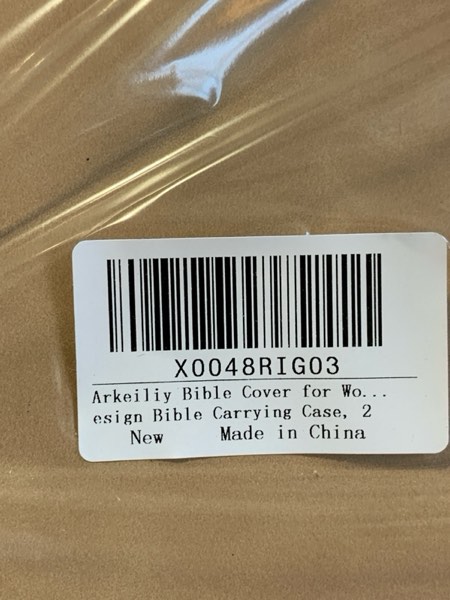 X0048RIG03
Arkeiliy Bible Cover for Wo...
esign Bible Carrying Case, 2
New Made in China